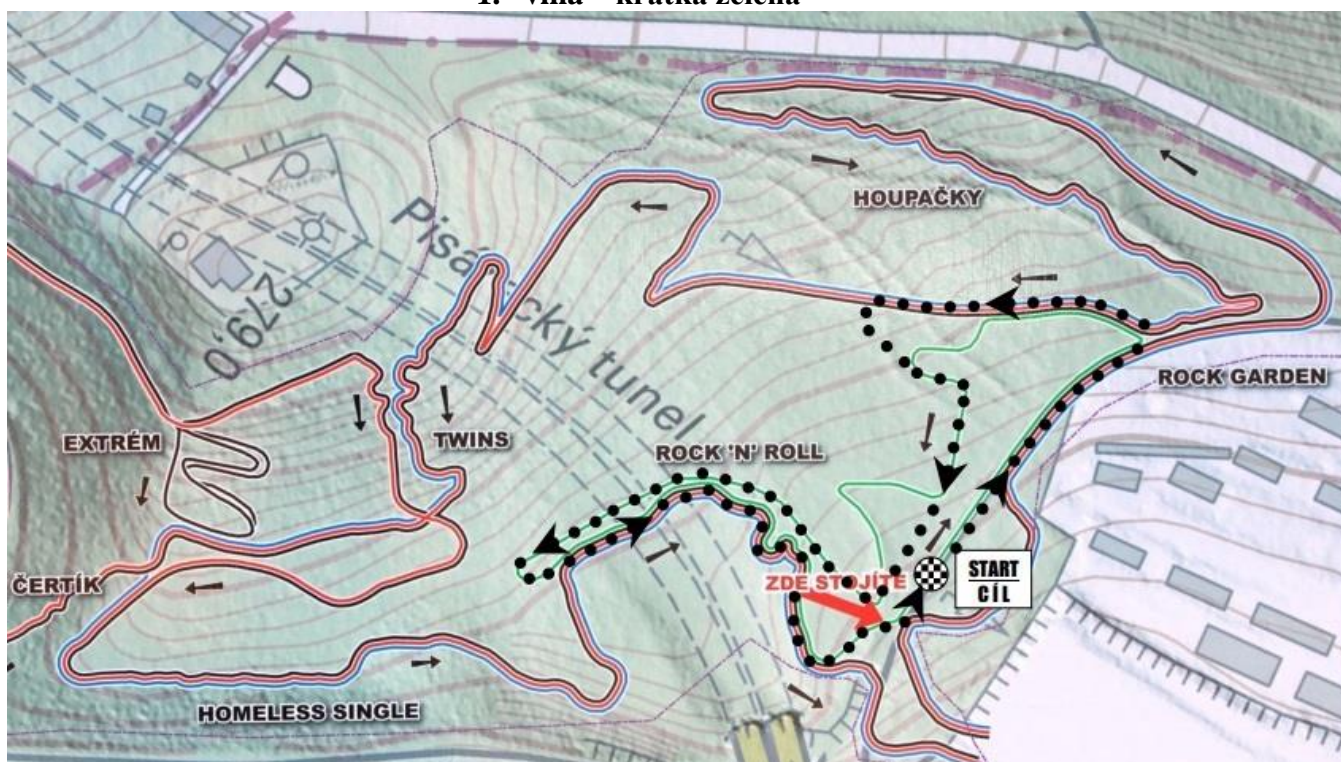 1. vlna – krátká zelená
HOUPAČKY
Pisárecký tunel
279,0
ROCK GARDEN
EXTRÉM
TWINS
ROCK 'N' ROLL
ZDE STOJÍTE
START
CÍL
ČERTÍK
HOMELESS SINGLE